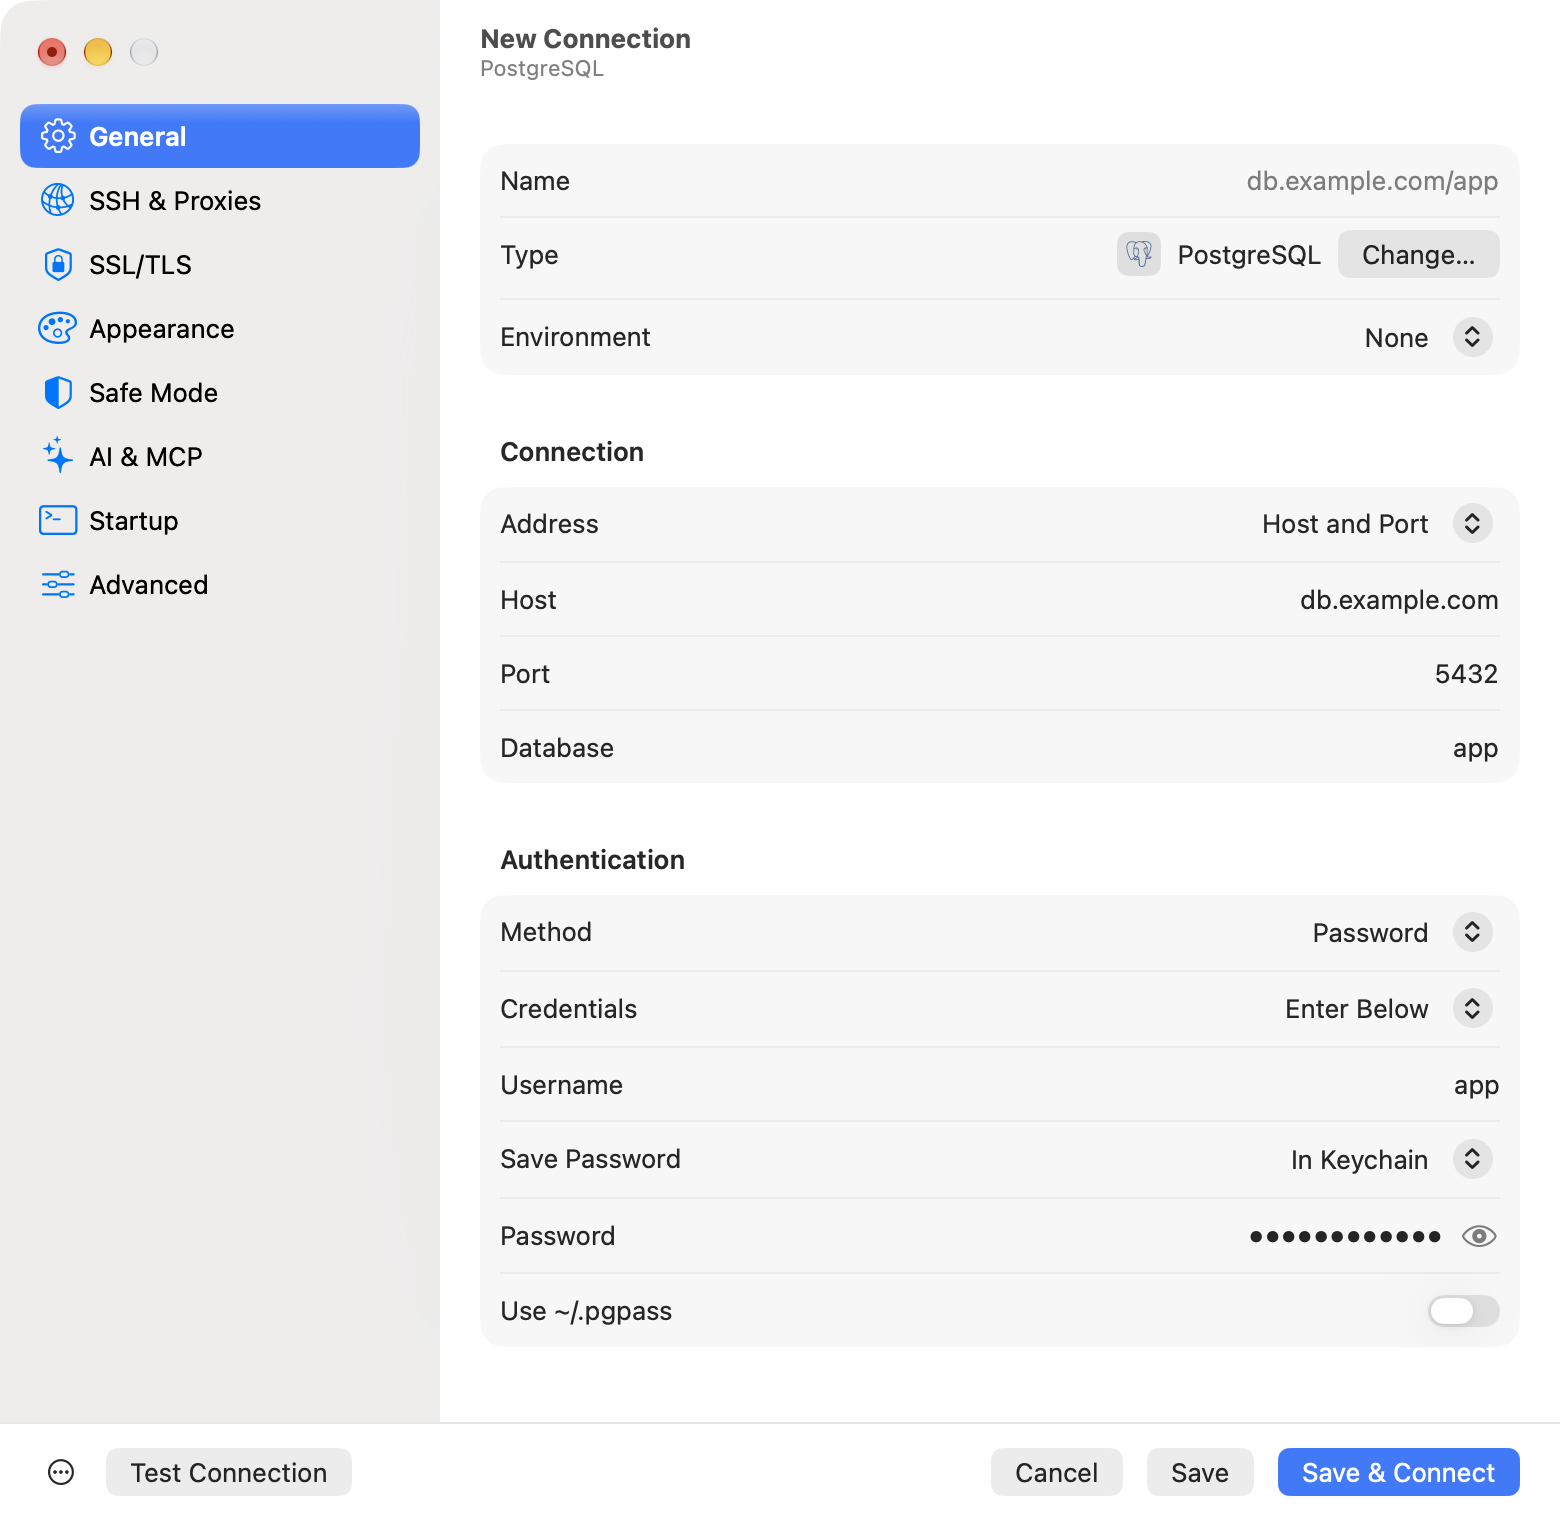 New Connection
PostgreSQL
General
SSH & Proxies
SSL/TLS
Appearance
Safe Mode
AI & MCP
Startup
Advanced
Name db.example.com/app
Type PostgreSQL Change...
Environment None
Connection
Address Host and Port
Host db.example.com
Port 5432
Database app
Authentication
Method Password
Credentials Enter Below
Username app
Save Password In Keychain
Password ••••••••••••
Use ~/.pgpass
Test Connection Cancel Save Save & Connect